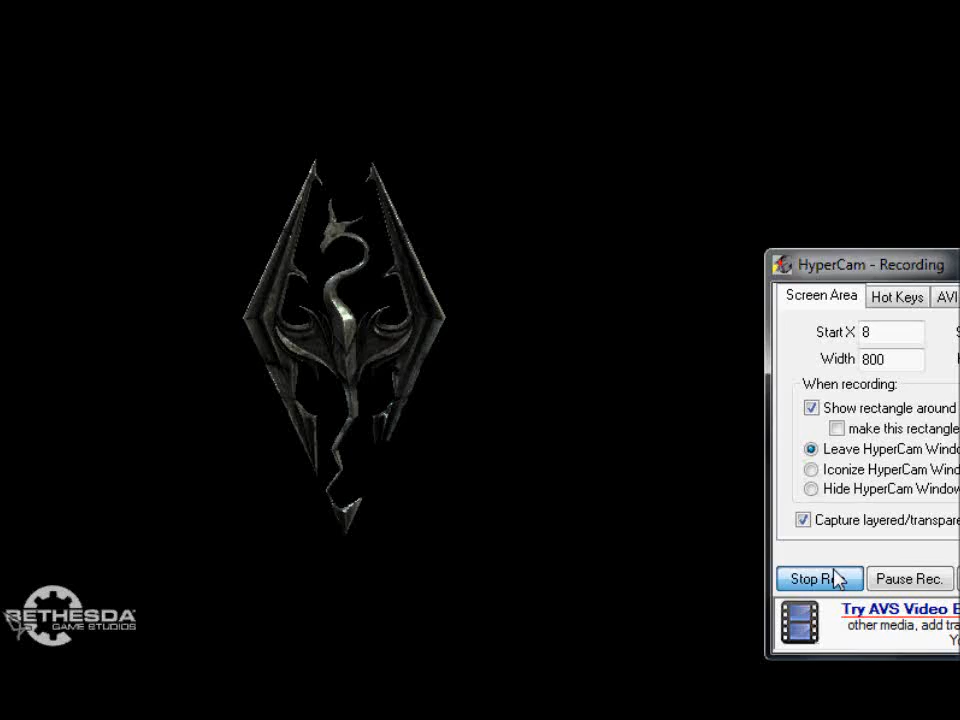 HyperCam - Recording
Screen Area
Hot Keys
AVI
Start X 8
Width 800
When recording:
Show rectangle around
make this rectangle
Leave HyperCam Windo
Iconize HyperCam Wind
Hide HyperCam Window
Capture layered/transpare
Stop R
Pause Rec.
Try AVS Video E
other media, add tra
Yo
BETHESDA
GAME STUDIOS